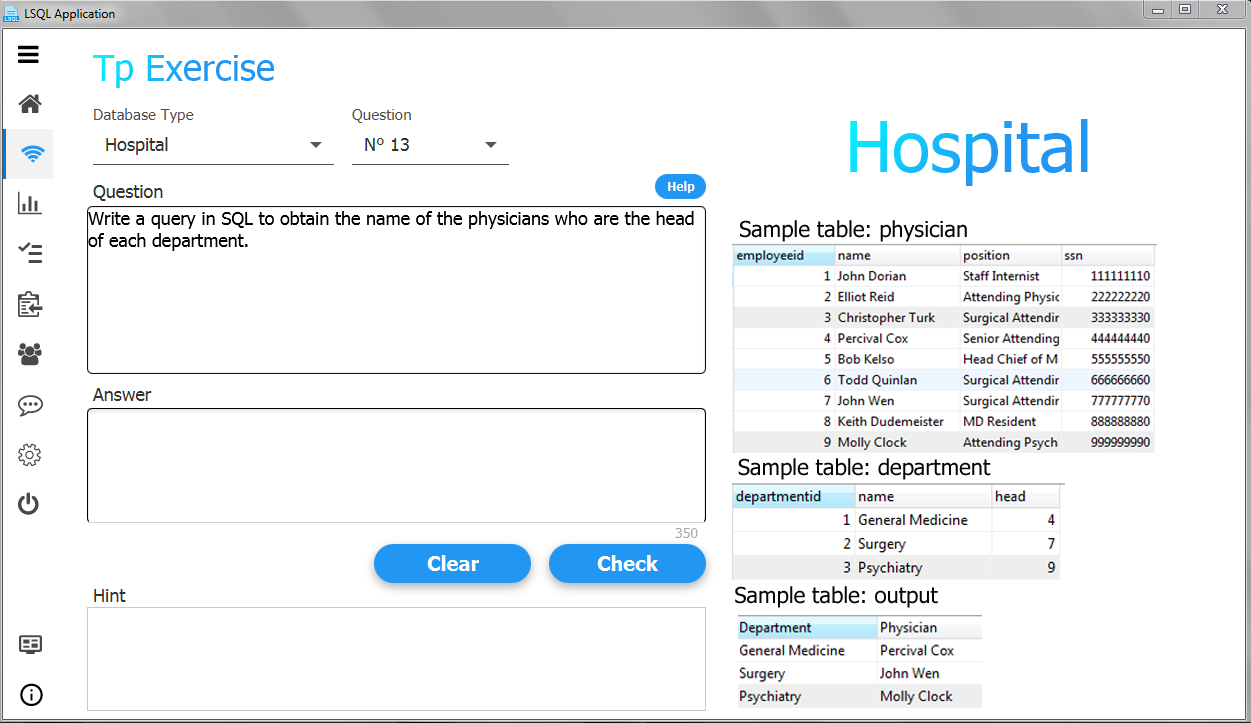 LSQL Application
Tp Exercise
Database Type
Question
Hospital
Nº 13
Question
Help
Write a query in SQL to obtain the name of the physicians who are the head
of each department.
Answer
350
Clear
Check
Hint
Hospital
Sample table: physician
employeeid name position ssn
1 John Dorian Staff Internist 111111110
2 Elliot Reid Attending Physic 222222220
3 Christopher Turk Surgical Attendir 333333330
4 Percival Cox Senior Attending 444444440
5 Bob Kelso Head Chief of M 555555550
6 Todd Quinlan Surgical Attendir 666666660
7 John Wen Surgical Attendir 777777770
8 Keith Dudemeister MD Resident 888888880
9 Molly Clock Attending Psych 999999990
Sample table: department
departmentid name head
1 General Medicine 4
2 Surgery 7
3 Psychiatry 9
Sample table: output
Department Physician
General Medicine Percival Cox
Surgery John Wen
Psychiatry Molly Clock